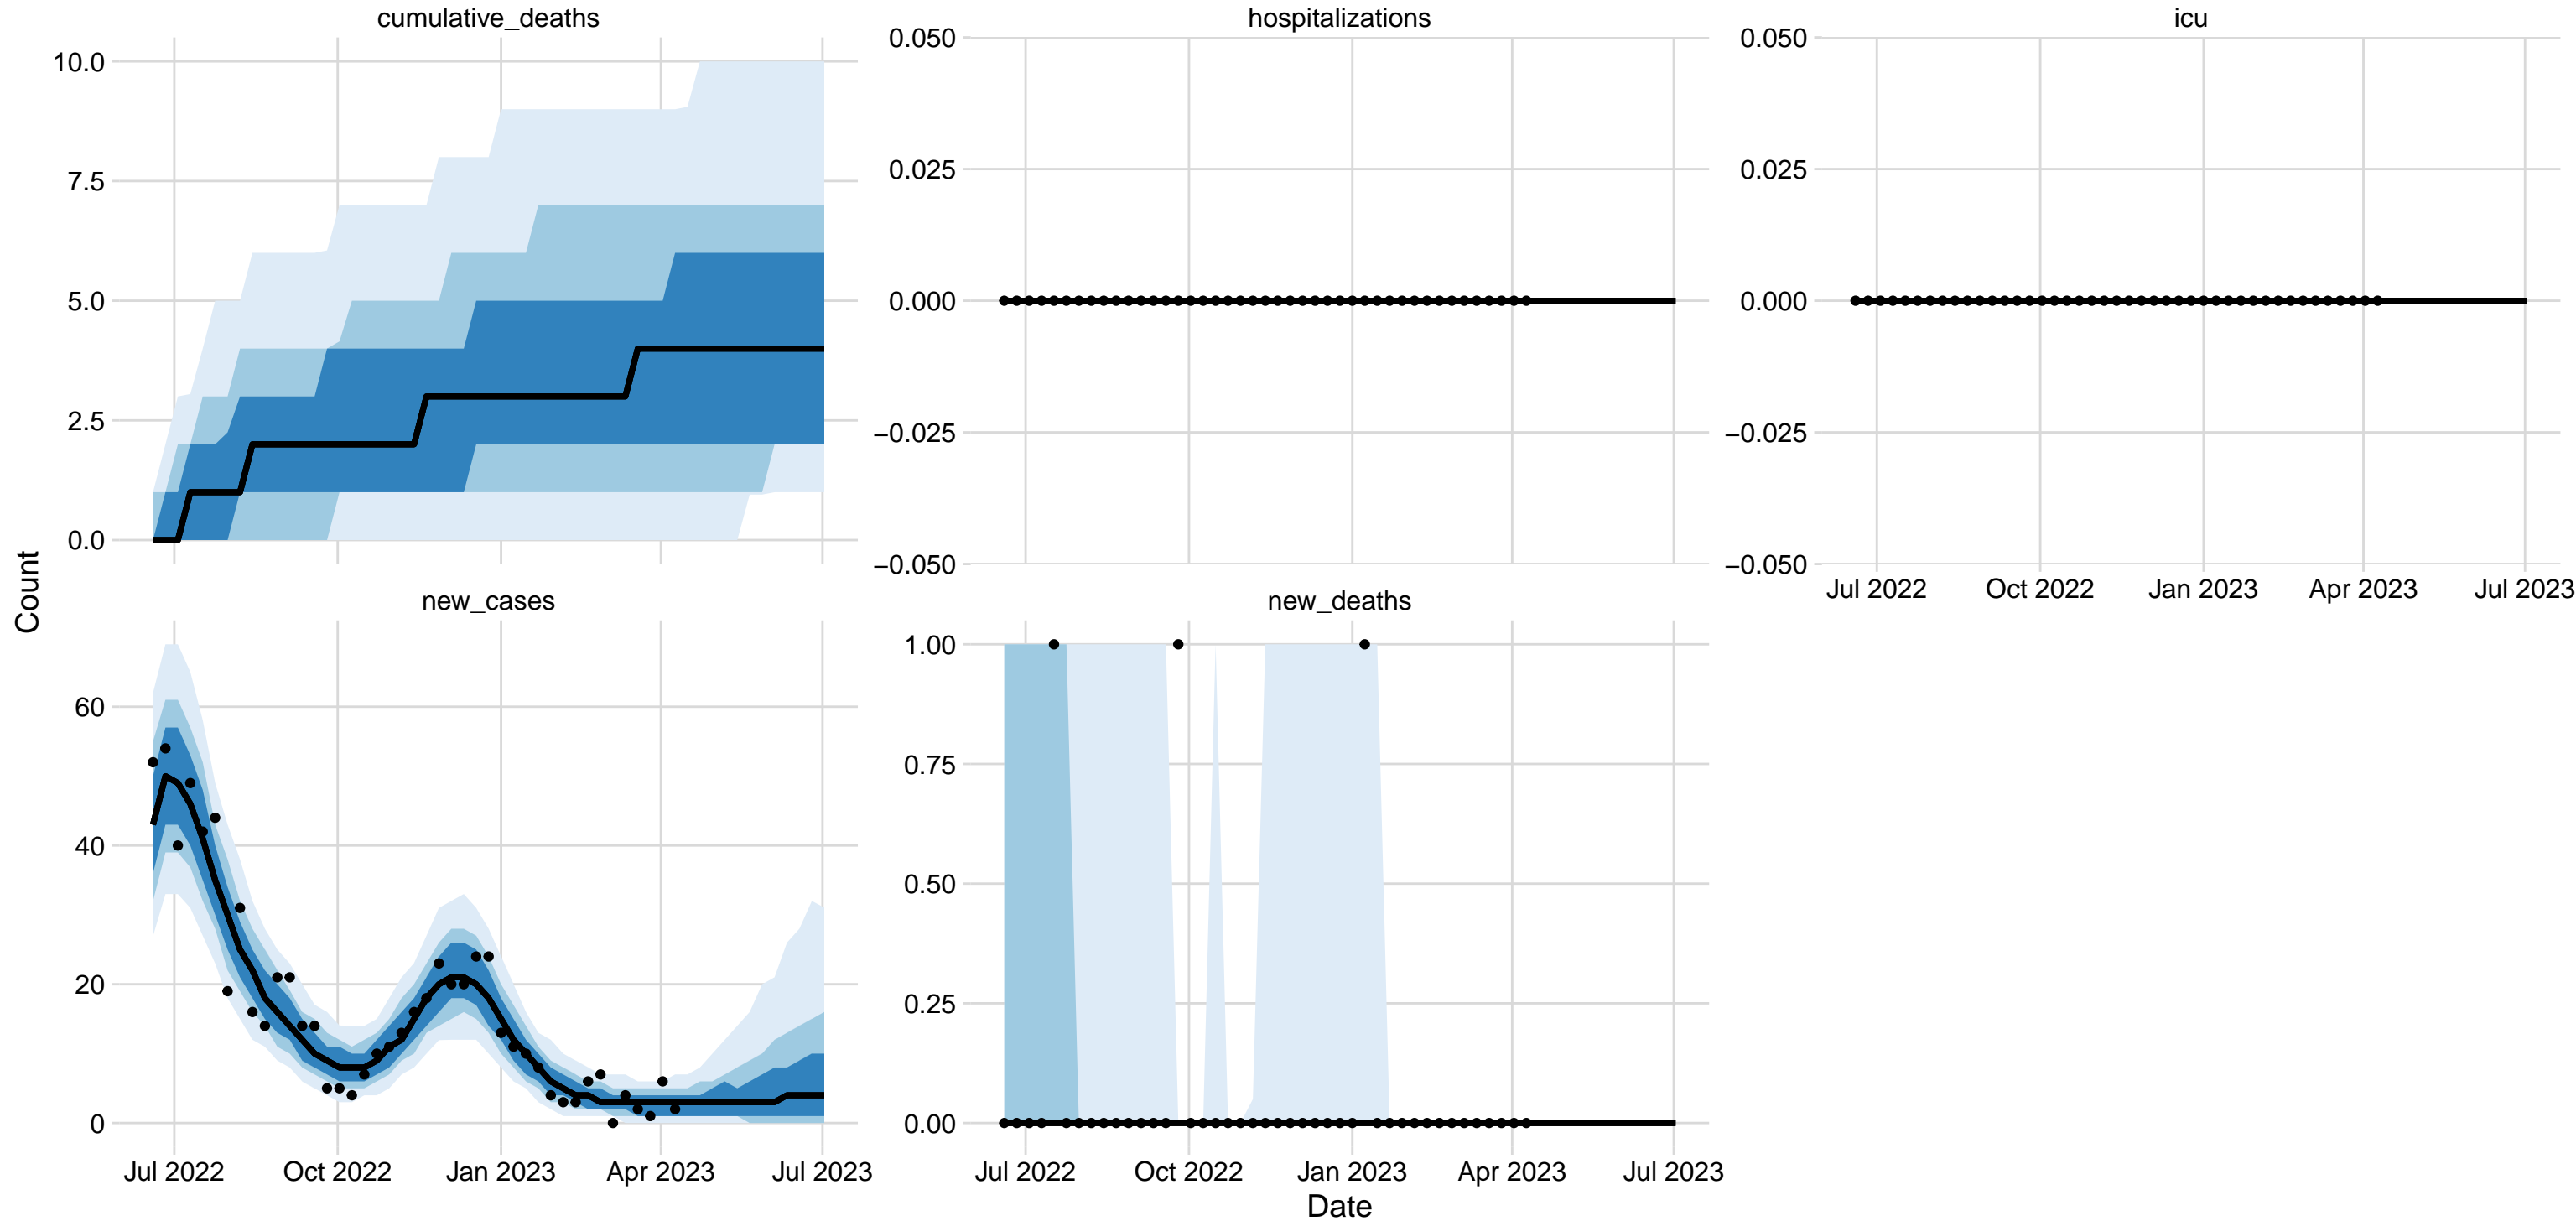 cumulative_deaths
hospitalizations
icu
10.0
7.5
5.0
2.5
0.0
0.050
0.025
0.000
−0.025
−0.050
0.050
0.025
0.000
−0.025
−0.050
Jul 2022 Oct 2022 Jan 2023 Apr 2023 Jul 2023
Count
new_cases
new_deaths
60
40
20
0
Jul 2022 Oct 2022 Jan 2023 Apr 2023 Jul 2023
1.00
0.75
0.50
0.25
0.00
Jul 2022 Oct 2022 Jan 2023 Apr 2023 Jul 2023
Date